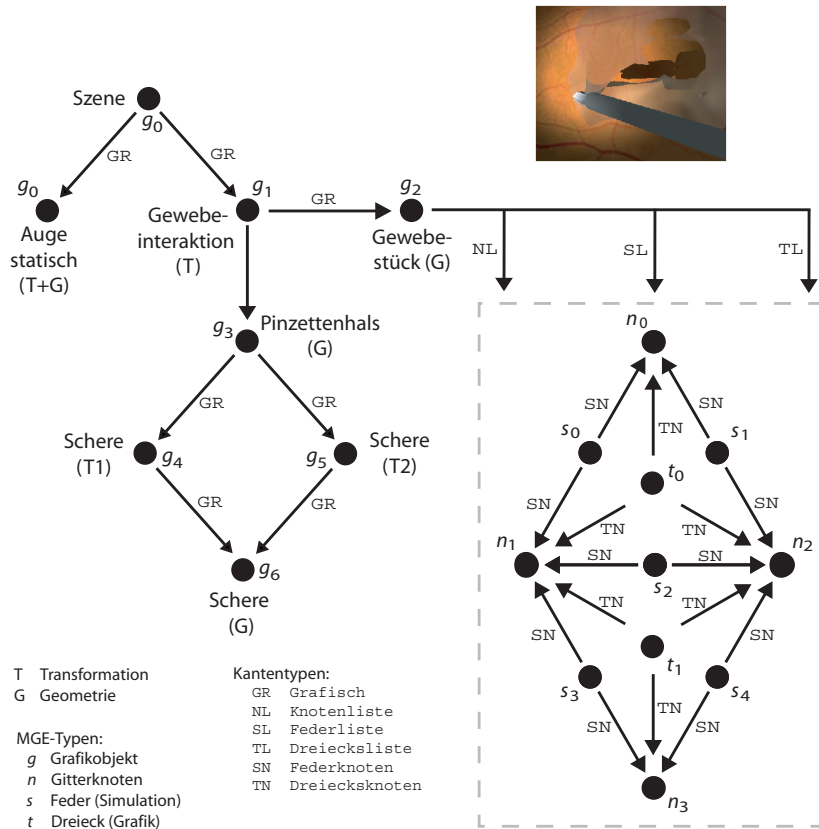 Szene
g0
GR
GR
g0
g1
GR
g2
Auge
statisch
(T+G)
Gewebe-
interaktion
(T)
Gewebe-
stück (G)
NL
SL
TL
g3
Pinzettenhals
(G)
GR
GR
Schere
(T1)
g4
g5
Schere
(T2)
GR
GR
g6
Schere
(G)
n0
SN
SN
TN
s0
s1
t0
SN
SN
TN
TN
n1
n2
SN
SN
s2
TN
TN
SN
SN
t1
s3
s4
TN
SN
SN
n3
T Transformation
G Geometrie
MGE-Typen:
g Grafikobjekt
n Gitterknoten
s Feder (Simulation)
t Dreieck (Grafik)
Kantentypen:
GR Grafisch
NL Knotenliste
SL Federliste
TL Dreiecksliste
SN Federknoten
TN Dreiecksknoten